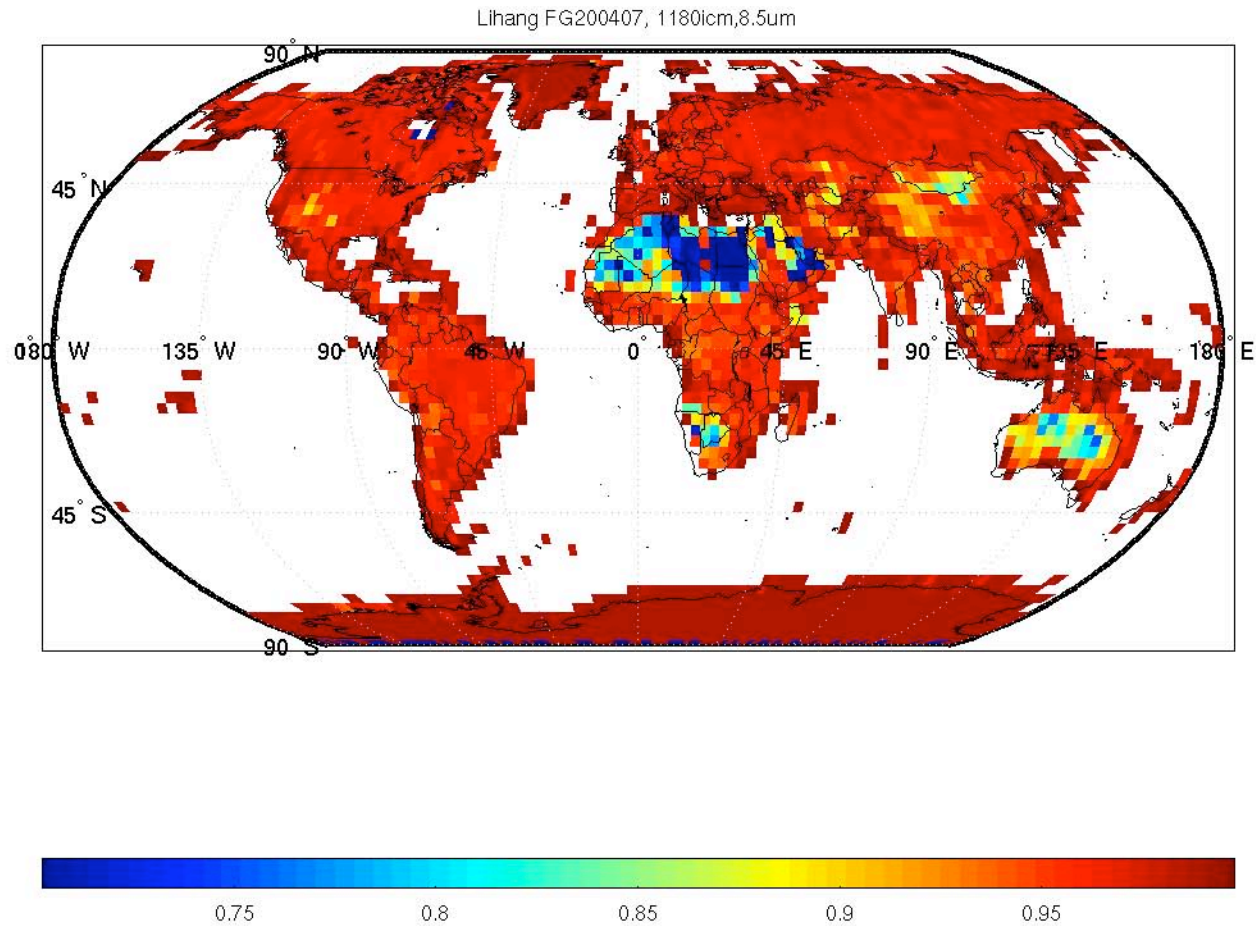 Lihang FG200407, 1180icm,8.5um
90° N
45° N
0180° W 135° W 90° W 45° W 0° 45° E 90° E 135° E 180° E
45° S
90° S
0.75 0.8 0.85 0.9 0.95